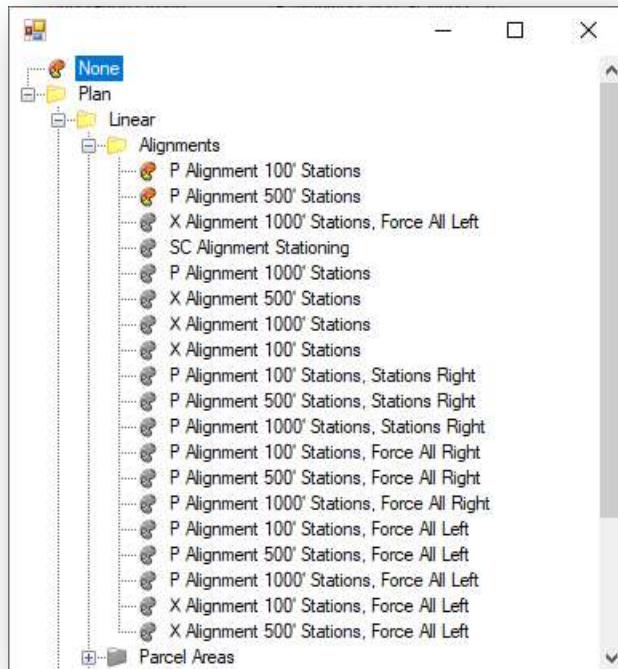 None
Plan
Linear
Alignments
P Alignment 100' Stations
P Alignment 500' Stations
X Alignment 1000' Stations, Force All Left
SC Alignment Stationing
P Alignment 1000' Stations
X Alignment 500' Stations
X Alignment 1000' Stations
X Alignment 100' Stations
P Alignment 100' Stations, Stations Right
P Alignment 500' Stations, Stations Right
P Alignment 1000' Stations, Stations Right
P Alignment 100' Stations, Force All Right
P Alignment 500' Stations, Force All Right
P Alignment 1000' Stations, Force All Right
P Alignment 100' Stations, Force All Left
P Alignment 500' Stations, Force All Left
P Alignment 1000' Stations, Force All Left
X Alignment 100' Stations, Force All Left
X Alignment 500' Stations, Force All Left
Parcel Areas